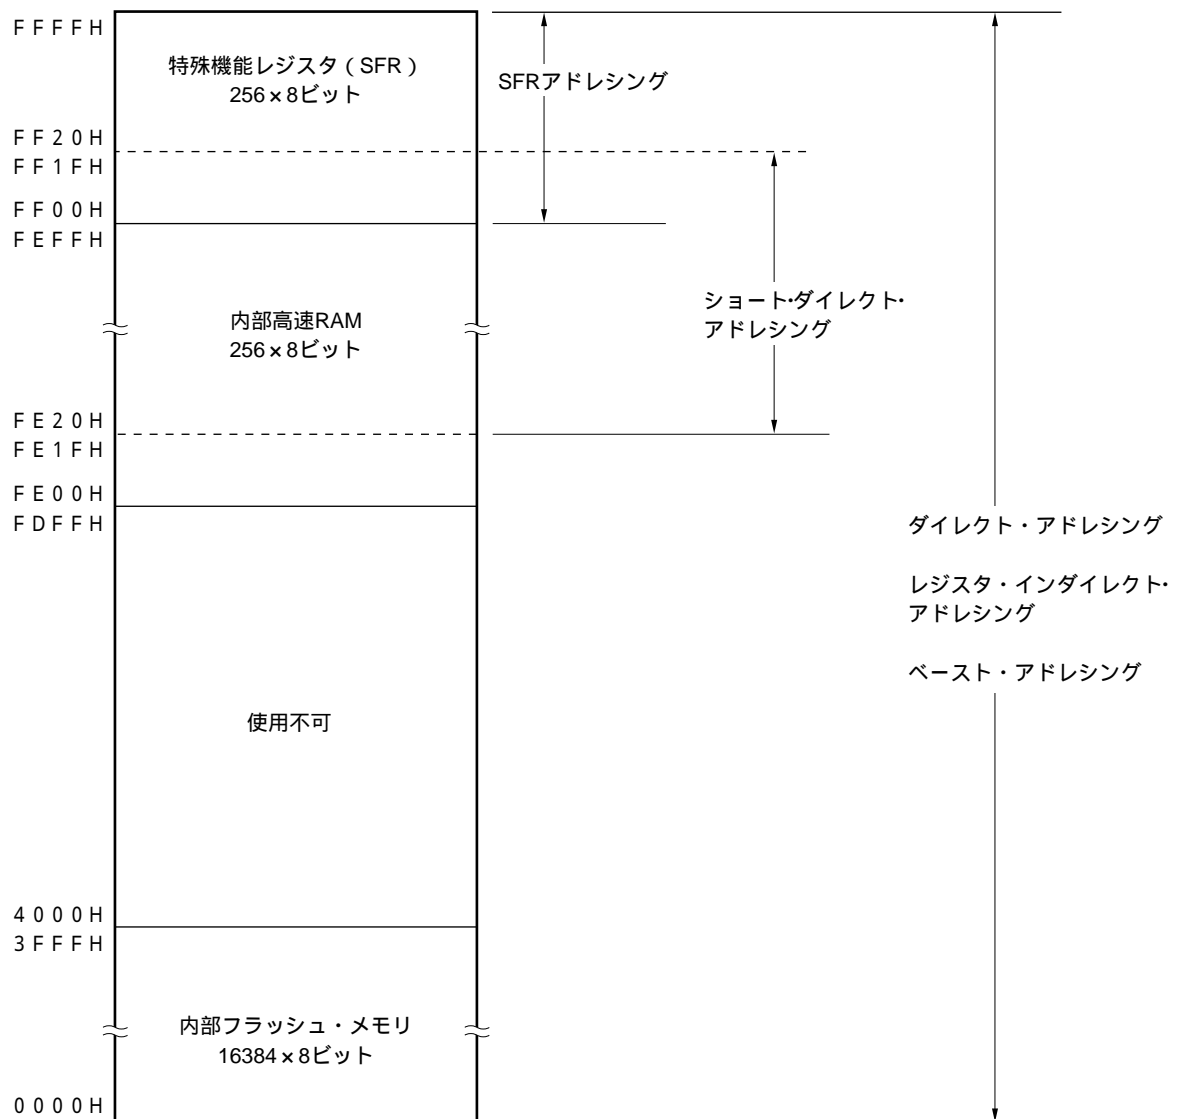 FFFFH
特殊機能レジスタ（SFR）
256×8ビット
SFRアドレシング
FF20H
FF1FH
FF00H
FEFFH
内部高速RAM
256×8ビット
ショート・ダイレクト・
アドレシング
FE20H
FE1FH
FE00H
FDFFH
ダイレクト・アドレシング
レジスタ・インダイレクト・
アドレシング
ベースト・アドレシング
使用不可
4000H
3FFFH
内部フラッシュ・メモリ
16384×8ビット
0000H